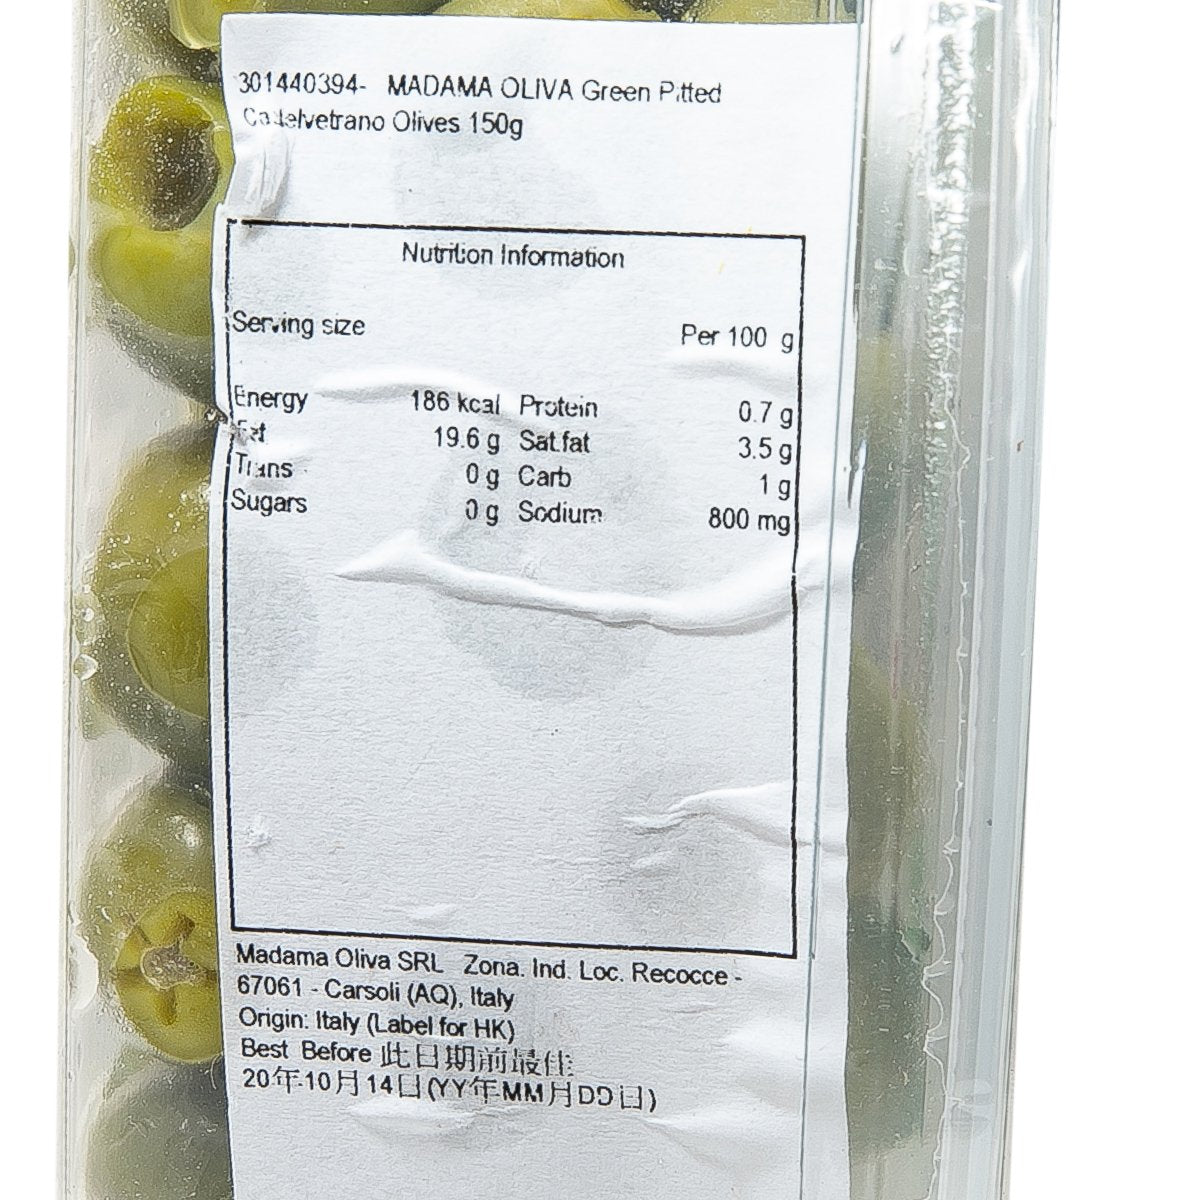 301440394- MADAMA OLIVA Green Pitted
Castelvetrano Olives 150g
Nutrition Information
Serving size Per 100 g
Energy 186 kcal Protein 0.7 g
Fat 19.6 g Sat.fat 3.5 g
Trans 0 g Carb 1 g
Sugars 0 g Sodium 800 mg
Madama Oliva SRL Zona. Ind. Loc. Recocce -
67061 - Carsoli (AQ), Italy
Origin: Italy (Label for HK)
Best Before 此日期前最佳:
20年10月14日(YY年MM月DD日)